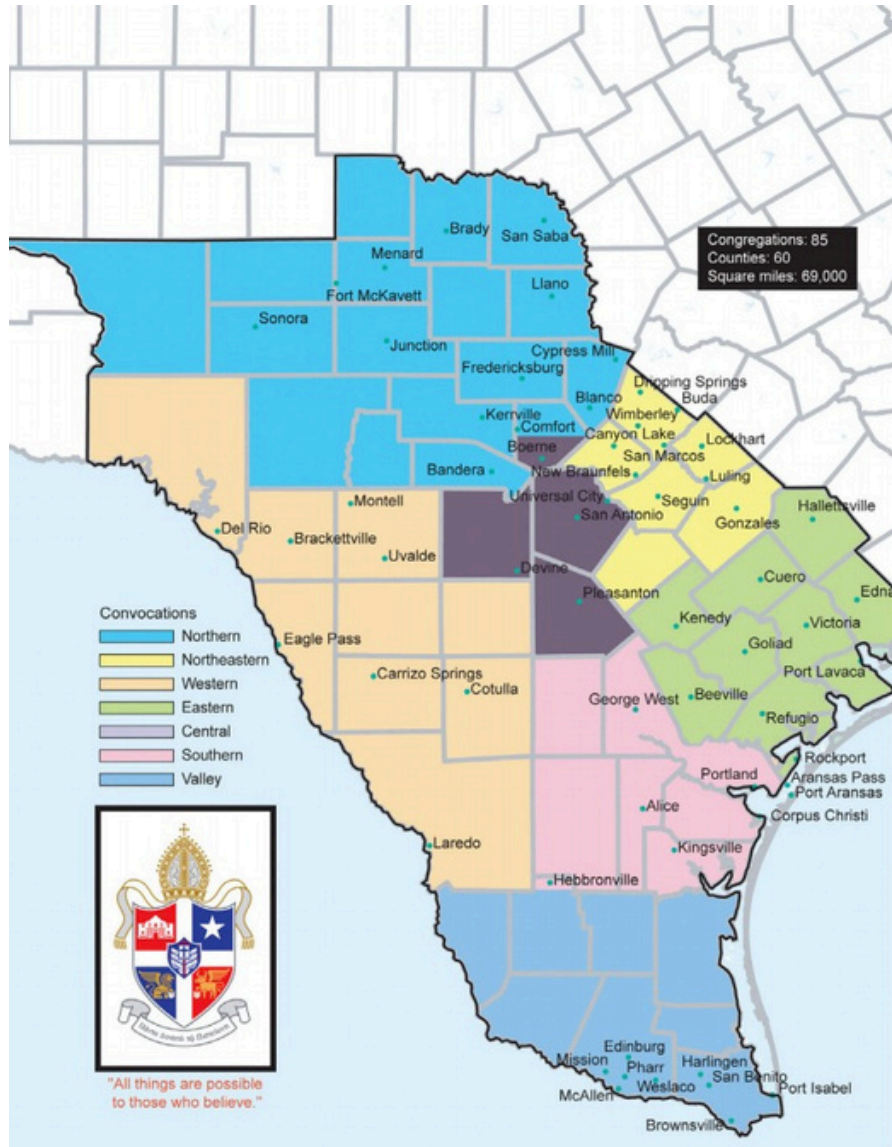 Brady
San Saba
Menard
Fort McKavett
Llano
Congregations: 85
Counties: 60
Square miles: 69,000
Sonora
Junction
Cypress Mill
Fredericksburg
Dripping Springs
Blanco
Buda
Kerrville
Wimberley
Comfort
Canyon Lake
Lockhart
Boerne
San Marcos
Bandera
New Braunfels
Luling
Montell
Universal City
Seguin
Hallettsville
San Antonio
Gonzales
Del Rio
Brackettville
Uvalde
Devine
Cuero
Pleasanton
Edna
Convocations
Northern
Northeastern
Western
Eastern
Central
Southern
Valley
Kenedy
Victoria
Eagle Pass
Goliad
Port Lavaca
Carrizo Springs
Cotulla
George West
Beeville
Refugio
Rockport
Portland
Aransas Pass
Port Aransas
Alice
Corpus Christi
Laredo
Kingsville
Hebbronville
Edinburg
Mission
Pharr
Harlingen
McAllen
Weslaco
San Benito
Port Isabel
Brownsville
"All things are possible
to those who believe."